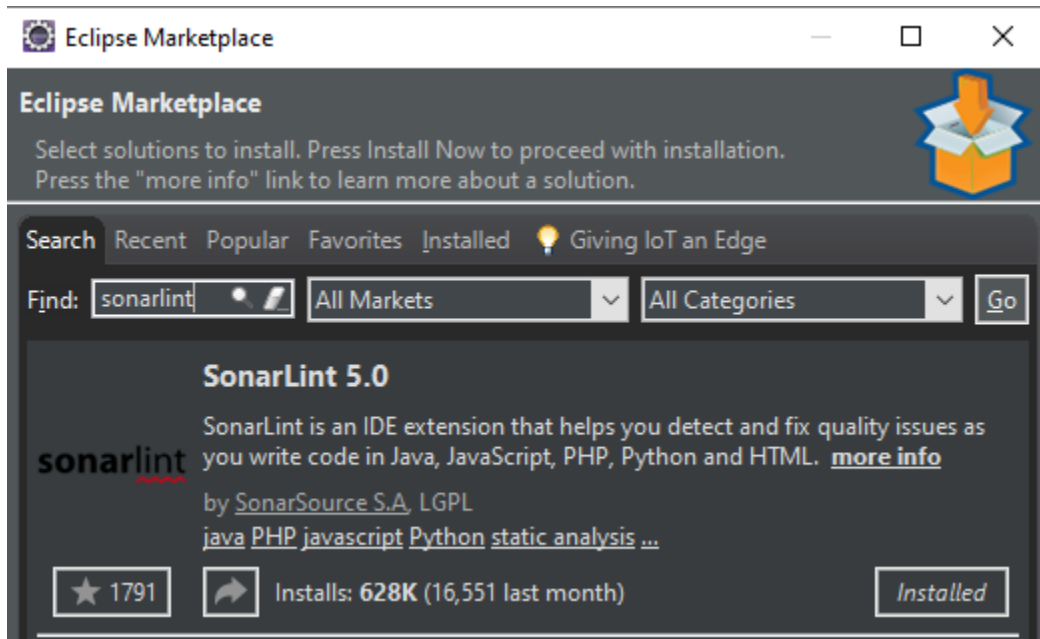 Eclipse Marketplace
Eclipse Marketplace
Select solutions to install. Press Install Now to proceed with installation.
Press the "more info" link to learn more about a solution.
Search Recent Popular Favorites Installed Giving IoT an Edge
Find: sonarlint All Markets All Categories Go
SonarLint 5.0
SonarLint is an IDE extension that helps you detect and fix quality issues as
sonarlint you write code in Java, JavaScript, PHP, Python and HTML. more info
by SonarSource S.A, LGPL
java PHP javascript Python static analysis ...
1791 Installs: 628K (16,551 last month) Installed